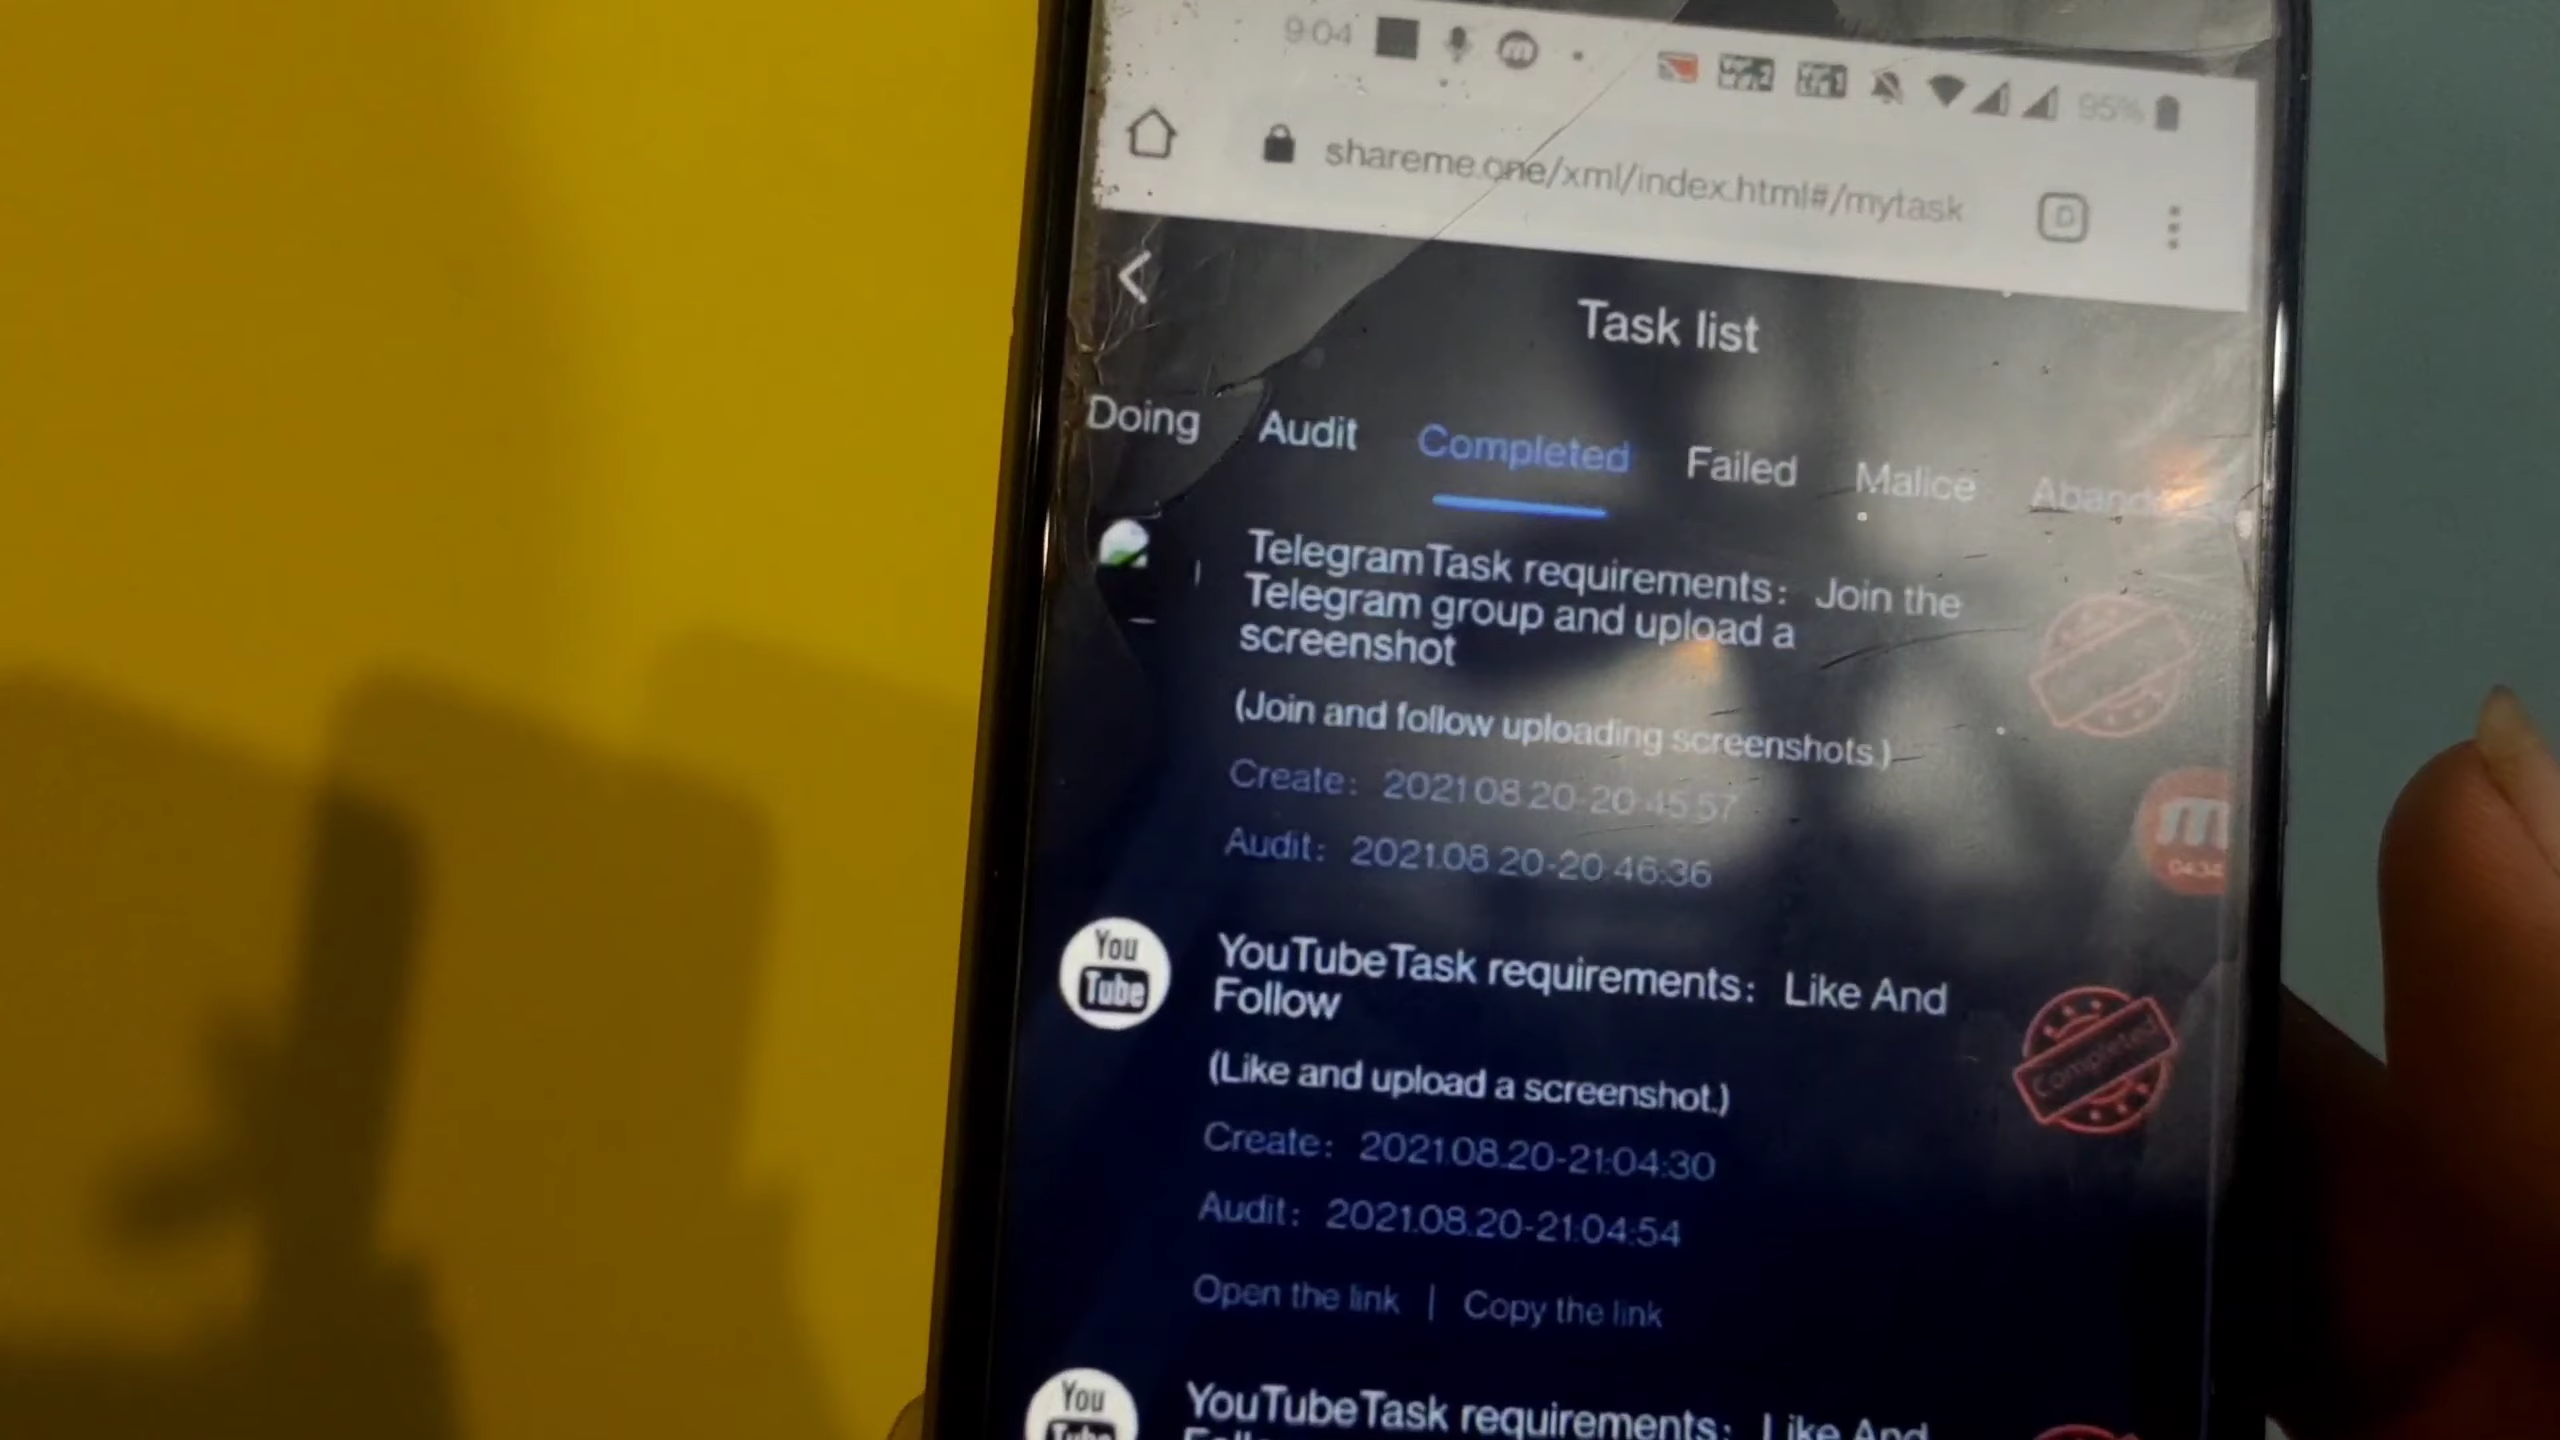 9:04 95%
shareme.one/xml/index.html#/mytask D
Task list
Doing Audit Completed Failed Malice
TelegramTask requirements: Join the
Telegram group and upload a
screenshot
(Join and follow uploading screenshots.)
Create: 2021.08.20-20:45:57
m
04:34
Audit: 2021.08.20-20:46:36
You
Tube
YouTubeTask requirements: Like And
Follow
Completed
(Like and upload a screenshot.)
Create: 2021.08.20-21:04:30
Audit: 2021.08.20-21:04:54
Open the link | Copy the link
You
Tube
YouTubeTask requirements: Like And